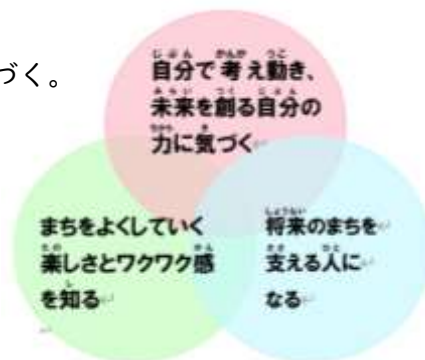 づく。
自分で考え動き、
未来を創る自分の
力に気づく
まちをよくしていく
楽しさとワクワク感
を知る
将来のまちを
支える人に
なる